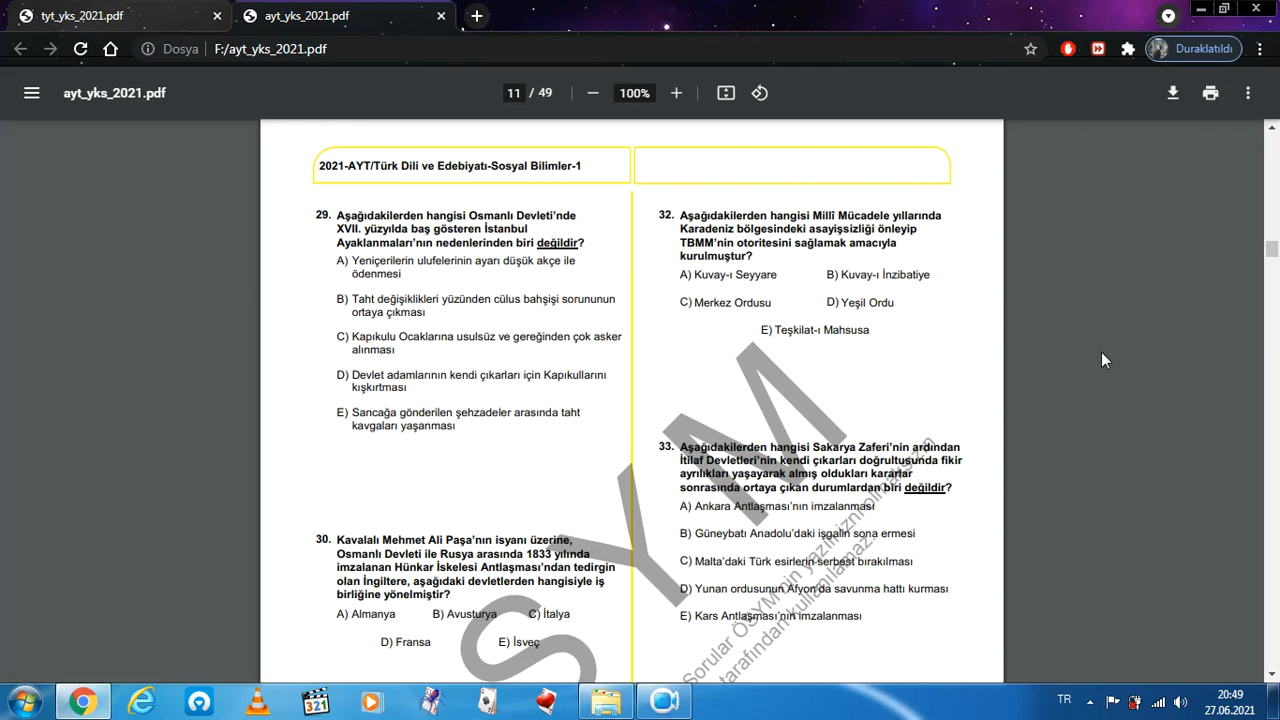 tyt_yks_2021.pdf
ayt_yks_2021.pdf
Dosya
F:/ayt_yks_2021.pdf
Duraklatıldı
ayt_yks_2021.pdf
11 / 49
100%
2021-AYT/Türk Dili ve Edebiyatı-Sosyal Bilimler-1
29. Aşağıdakilerden hangisi Osmanlı Devleti'nde
XVII. yüzyılda baş gösteren İstanbul
Ayaklanmaları'nın nedenlerinden biri değildir?
A) Yeniçerilerin ulufelerinin ayarı düşük akçe ile
ödenmesi
B) Taht değişiklikleri yüzünden cülus bahşişi sorununun
ortaya çıkması
C) Kapıkulu Ocaklarına usulsüz ve gereğinden çok asker
alınması
D) Devlet adamlarının kendi çıkarları için Kapıkullarını
kışkırtması
E) Sancağa gönderilen şehzadeler arasında taht
kavgaları yaşanması
30. Kavalalı Mehmet Ali Paşa'nın isyanı üzerine,
Osmanlı Devleti ile Rusya arasında 1833 yılında
imzalanan Hünkar İskelesi Antlaşması'ndan tedirgin
olan İngiltere, aşağıdaki devletlerden hangisiyle iş
birliğine yönelmiştir?
A) Almanya B) Avusturya C) İtalya
D) Fransa E) İsveç
32. Aşağıdakilerden hangisi Millî Mücadele yıllarında
Karadeniz bölgesindeki asayişsizliği önleyip
TBMM'nin otoritesini sağlamak amacıyla
kurulmuştur?
A) Kuvay-ı Seyyare B) Kuvay-ı İnzibatiye
C) Merkez Ordusu D) Yeşil Ordu
E) Teşkilat-ı Mahsusa
33. Aşağıdakilerden hangisi Sakarya Zaferi'nin ardından
İtilaf Devletleri'nin kendi çıkarları doğrultusunda fikir
ayrılıkları yaşayarak almış oldukları kararlar
sonrasında ortaya çıkan durumlardan biri değildir?
A) Ankara Antlaşması'nın imzalanması
B) Güneybatı Anadolu'daki işgalin sona ermesi
C) Malta'daki Türk esirlerin serbest bırakılması
D) Yunan ordusunun Afyon'da savunma hattı kurması
E) Kars Antlaşması'nın imzalanması
SYM
Sorular ÖSYM'nin yazılı izni olmaksızın
tarafından kullanılamaz.
321
TR
20:49
27.06.2021